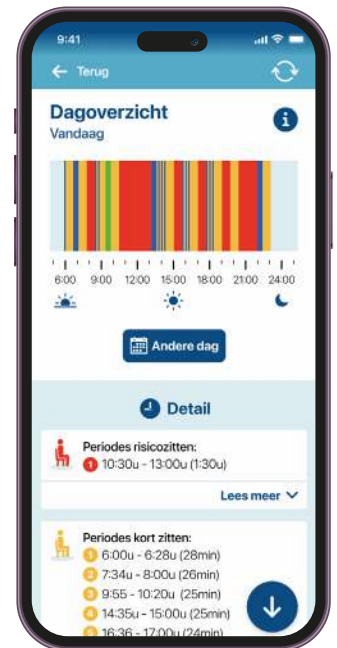 9:41
Terug
Dagoverzicht
Vandaag
6:00 9:00 12:00 15:00 18:00 21:00 24:00
Andere dag
Detail
Periodes risicozitten:
1 10:30u - 13:00u (1:30u)
Lees meer
Periodes kort zitten:
1 6:00u - 6:28u (28min)
2 7:34u - 8:00u (26min)
3 9:55 - 10:20u (25min)
4 14:35u - 15:00u (25min)
5 16:36 - 17:00u (24min)